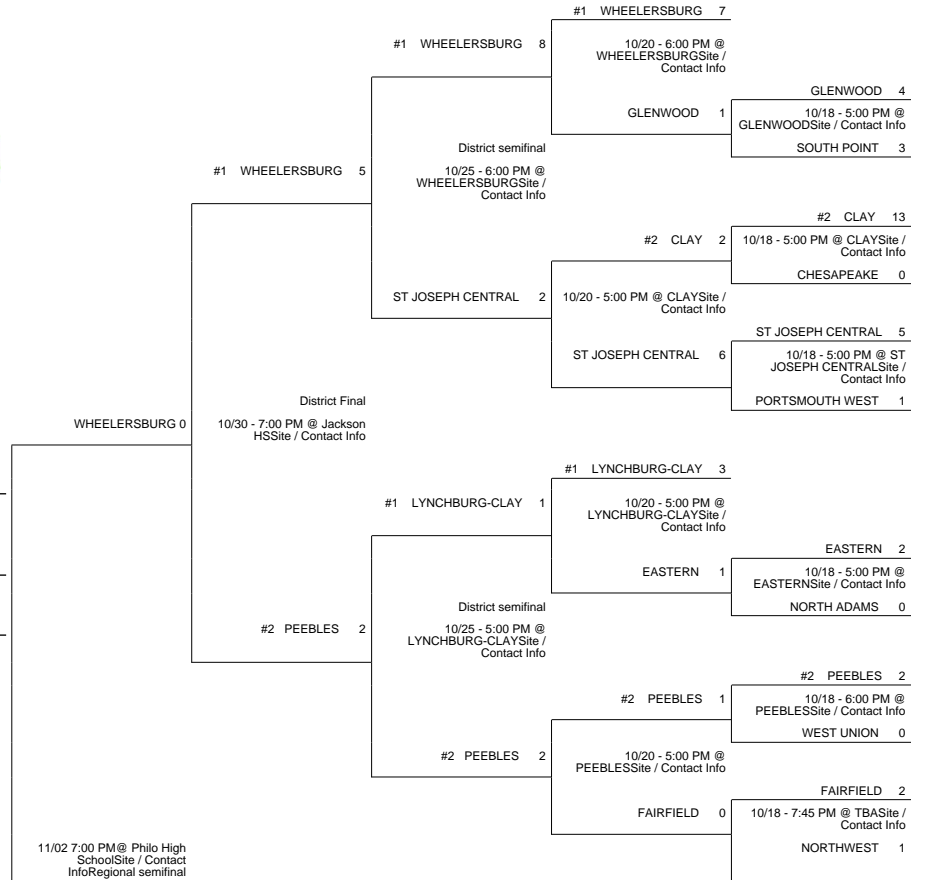 #1 WHEELERSBURG 7
#1 WHEELERSBURG 8
10/20 - 6:00 PM @
WHEELERSBURGSite /
Contact Info
GLENWOOD 4
GLENWOOD 1
10/18 - 5:00 PM @
GLENWOODSite / Contact Info
SOUTH POINT 3
District semifinal
10/25 - 6:00 PM @
WHEELERSBURGSite /
Contact Info
#1 WHEELERSBURG 5
#2 CLAY 13
#2 CLAY 2
10/18 - 5:00 PM @ CLAYSite /
Contact Info
CHESAPEAKE 0
ST JOSEPH CENTRAL 2
10/20 - 5:00 PM @ CLAYSite /
Contact Info
ST JOSEPH CENTRAL 5
ST JOSEPH CENTRAL 6
10/18 - 5:00 PM @ ST
JOSEPH CENTRALSite /
Contact Info
PORTSMOUTH WEST 1
District Final
WHEELERSBURG 0
10/30 - 7:00 PM @ Jackson
HSSite / Contact Info
#1 LYNCHBURG-CLAY 3
#1 LYNCHBURG-CLAY 1
10/20 - 5:00 PM @
LYNCHBURG-CLAYSite /
Contact Info
EASTERN 2
EASTERN 1
10/18 - 5:00 PM @
EASTERNSite / Contact Info
NORTH ADAMS 0
District semifinal
#2 PEEBLES 2
10/25 - 5:00 PM @
LYNCHBURG-CLAYSite /
Contact Info
#2 PEEBLES 2
#2 PEEBLES 1
10/18 - 6:00 PM @
PEEBLESSite / Contact Info
WEST UNION 0
#2 PEEBLES 2
10/20 - 5:00 PM @
PEEBLESSite / Contact Info
FAIRFIELD 2
FAIRFIELD 0
10/18 - 7:45 PM @ TBASite /
Contact Info
NORTHWEST 1
11/02 7:00 PM@ Philo High
SchoolSite / Contact
InfoRegional semifinal